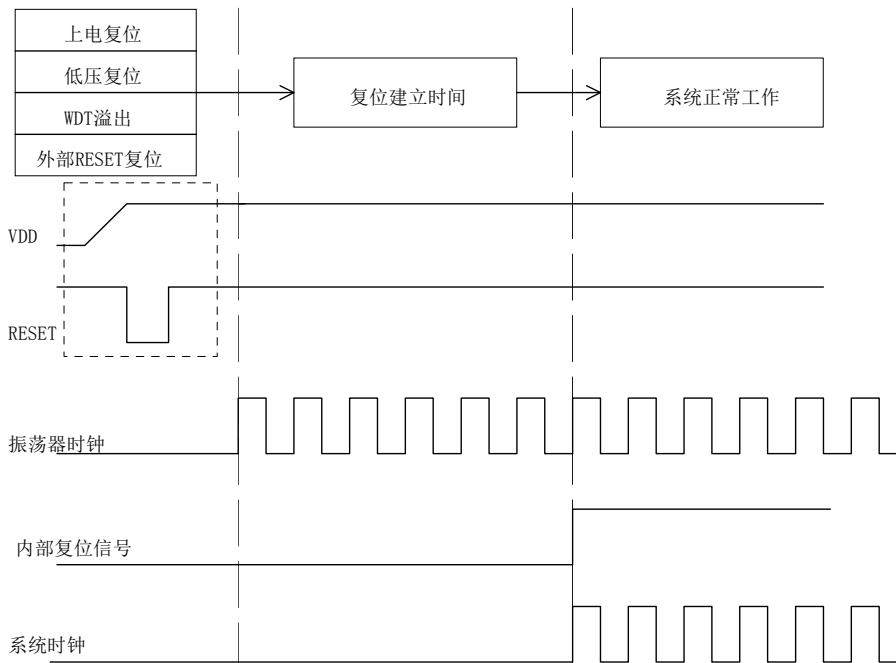 上电复位
低压复位
WDT溢出
外部RESET复位
复位建立时间
系统正常工作
VDD
RESET
振荡器时钟
内部复位信号
系统时钟